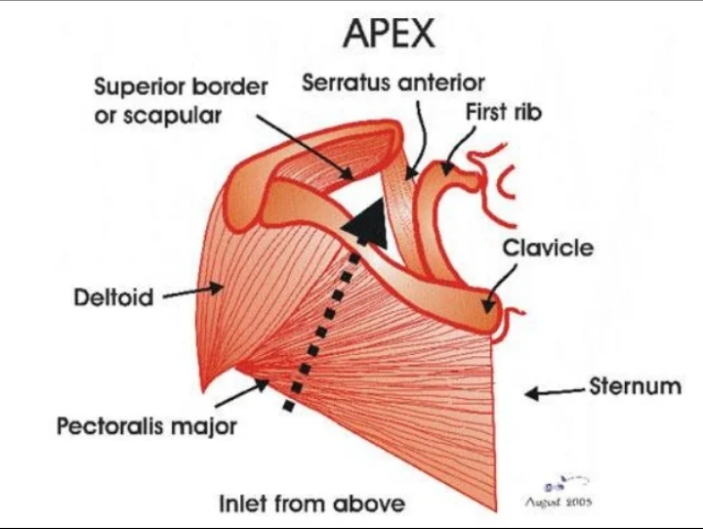 APEX
Superior border
or scapular
Serratus anterior
First rib
Clavicle
Deltoid
Sternum
Pectoralis major
Inlet from above
August 2005